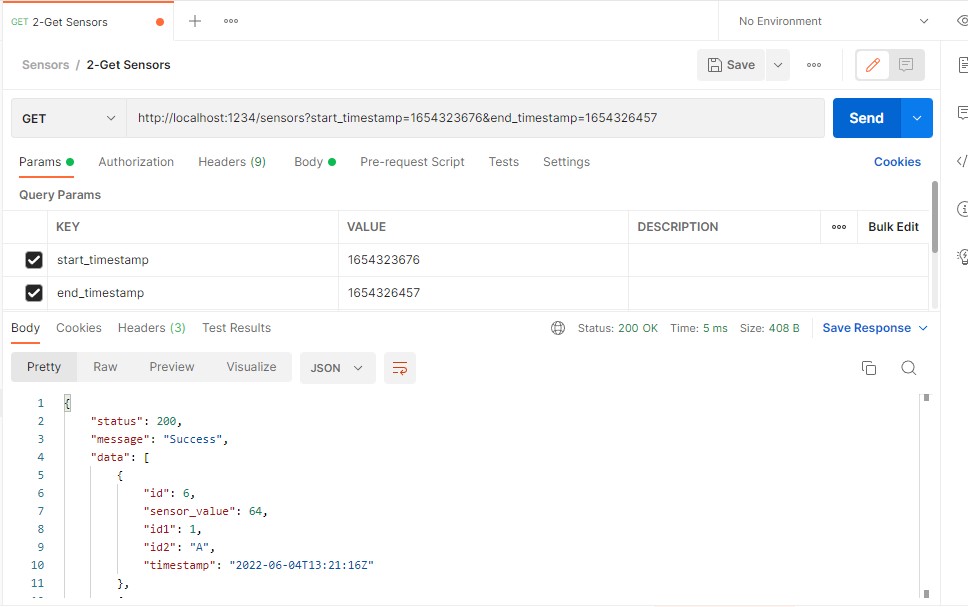 GET 2-Get Sensors
No Environment
Sensors / 2-Get Sensors
Save
GET http://localhost:1234/sensors?start_timestamp=1654323676&end_timestamp=1654326457 Send
Params Authorization Headers (9) Body Pre-request Script Tests Settings Cookies
Query Params
KEY VALUE DESCRIPTION Bulk Edit
start_timestamp 1654323676
end_timestamp 1654326457
Body Cookies Headers (3) Test Results Status: 200 OK Time: 5 ms Size: 408 B Save Response
Pretty Raw Preview Visualize JSON
1 {
2 "status": 200,
3 "message": "Success",
4 "data": [
5 {
6 "id": 6,
7 "sensor_value": 64,
8 "id1": 1,
9 "id2": "A",
10 "timestamp": "2022-06-04T13:21:16Z"
11 },